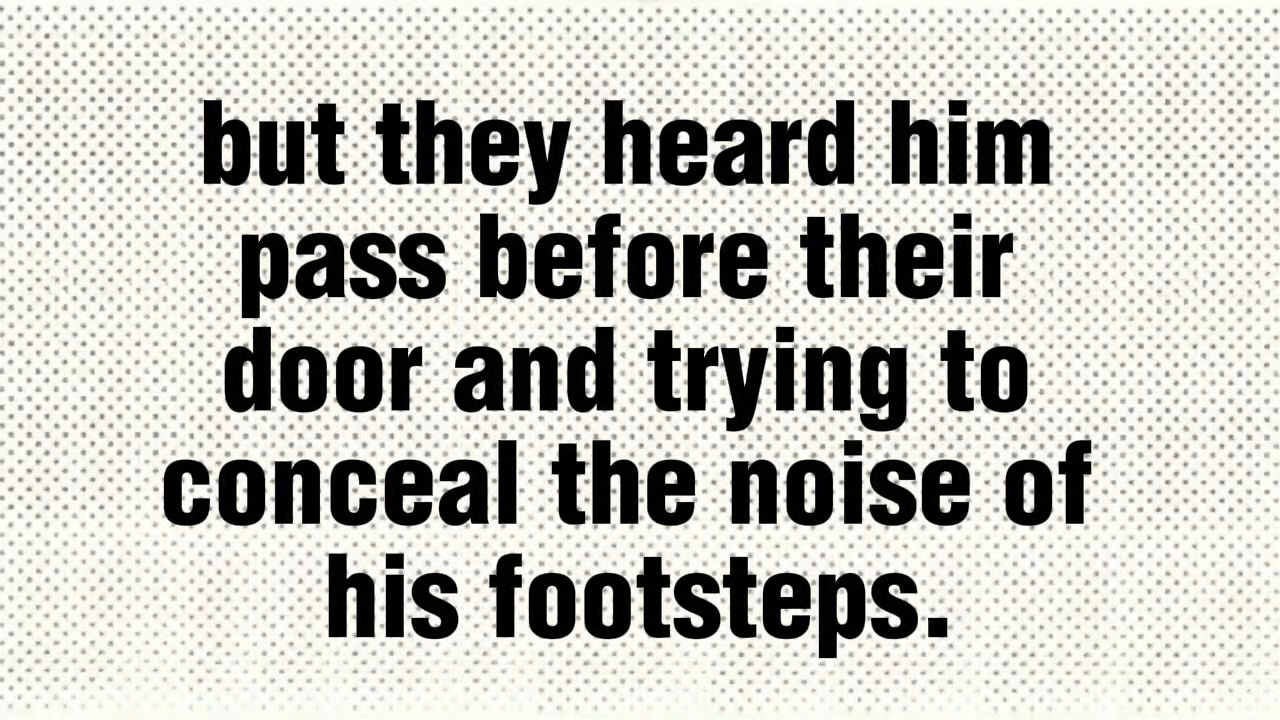 but they heard him
pass before their
door and trying to
conceal the noise of
his footsteps.